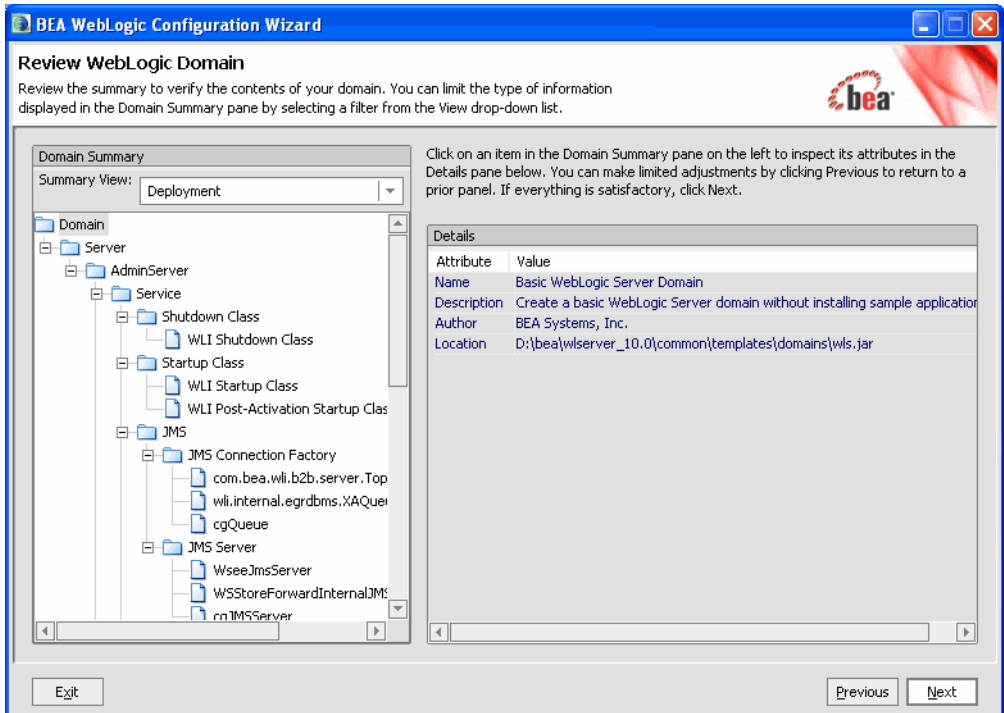 BEA WebLogic Configuration Wizard
Review WebLogic Domain
Review the summary to verify the contents of your domain. You can limit the type of information
displayed in the Domain Summary pane by selecting a filter from the View drop-down list.
bea
Domain Summary
Summary View:
Deployment
Domain
Server
AdminServer
Service
Shutdown Class
WLI Shutdown Class
Startup Class
WLI Startup Class
WLI Post-Activation Startup Clas
JMS
JMS Connection Factory
com.bea.wli.b2b.server.Top
wli.internal.egrdbms.XAQueu
cgQueue
JMS Server
WseeJmsServer
WSStoreForwardInternalJMS
cgJMSServer
Click on an item in the Domain Summary pane on the left to inspect its attributes in the
Details pane below. You can make limited adjustments by clicking Previous to return to a
prior panel. If everything is satisfactory, click Next.
Details
Attribute Value
Name Basic WebLogic Server Domain
Description Create a basic WebLogic Server domain without installing sample application
Author BEA Systems, Inc.
Location D:\bea\wlserver_10.0\common\templates\domains\wls.jar
Exit
Previous
Next